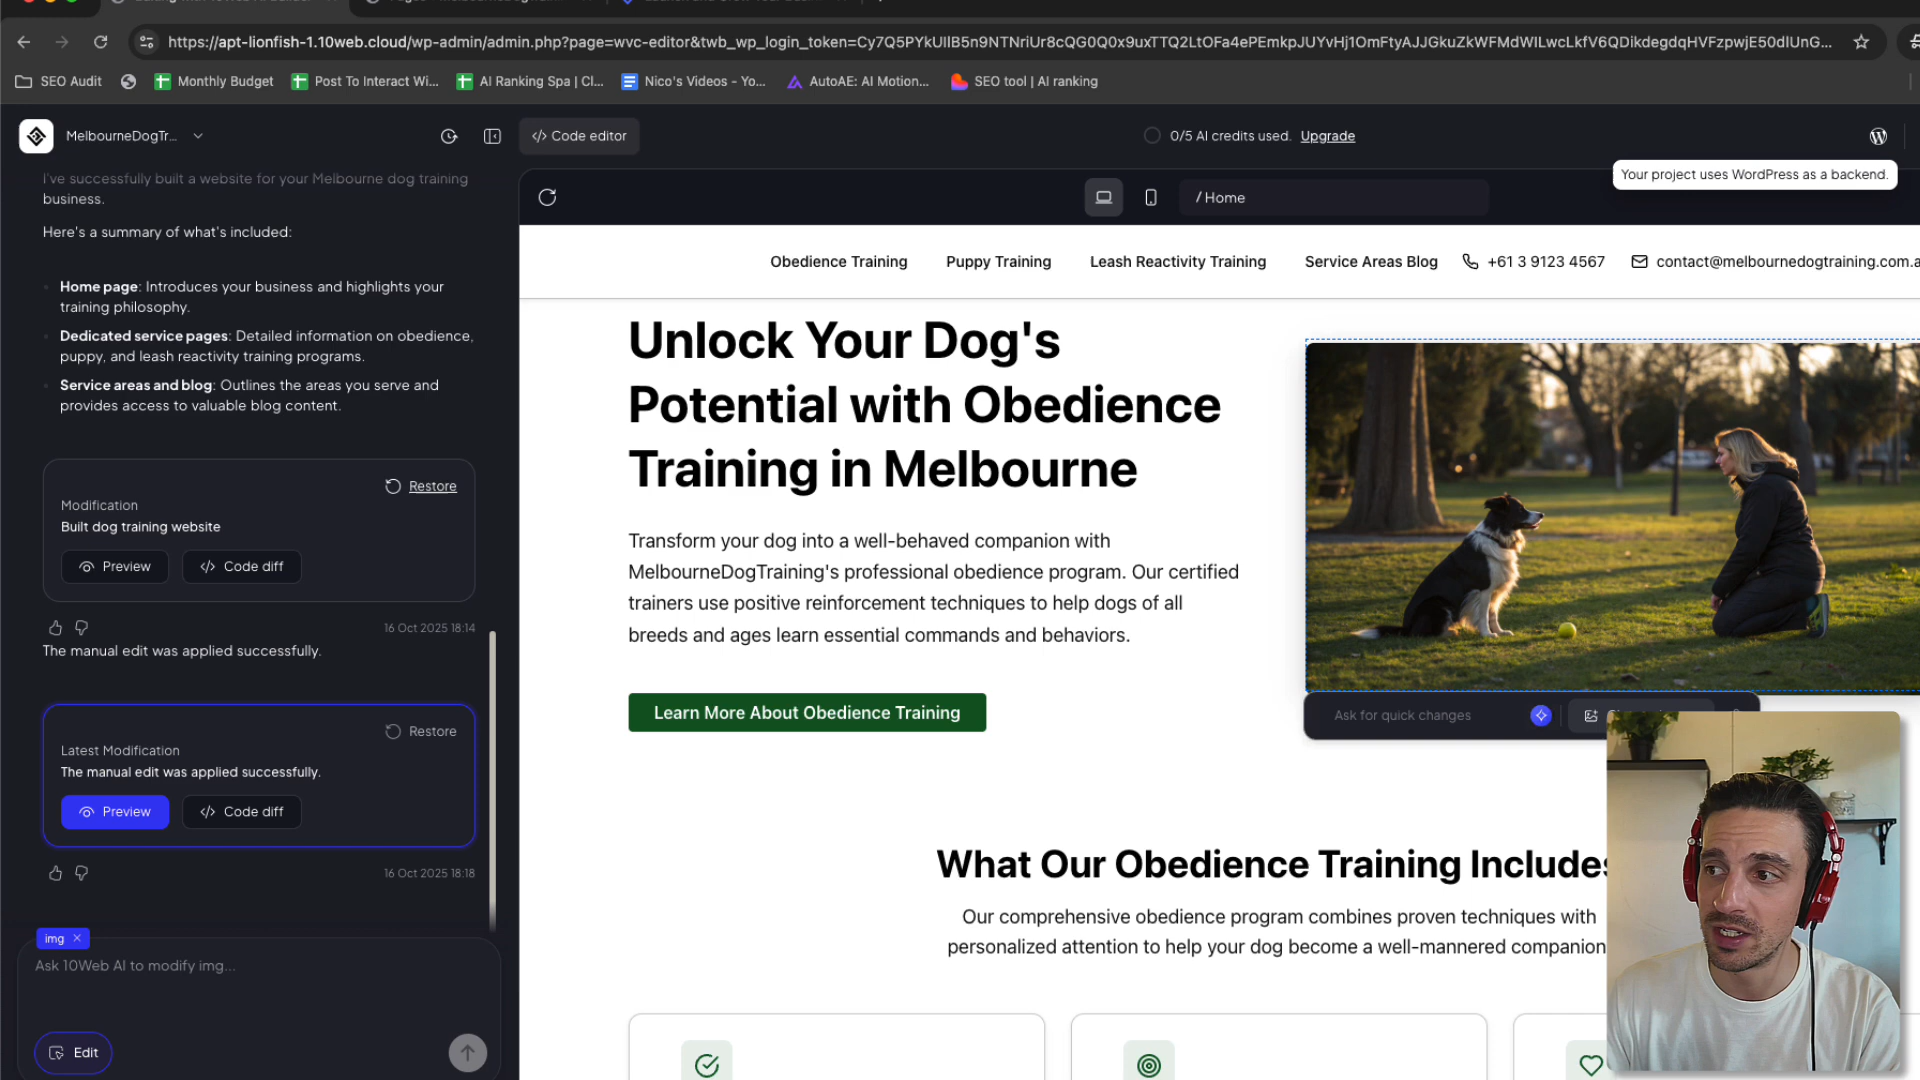 https://apt-lionfish-1.10web.cloud/wp-admin/admin.php?page=wvc-editor&twb_wp_login_token=Cy7Q5PYkUIlB5n9NTNriUr8cQG0Q0x9uxTTQ2LtOFa4ePEmkpJUYvHj1OmFtyAJJGkuZkWFMdWILwcLkfV6QDikdegdqHVFzpwjE50dlUnG...
SEO Audit
Monthly Budget
Post To Interact Wi...
AI Ranking Spa | Cl...
Nico's Videos - Yo...
AutoAE: AI Motion...
SEO tool | AI ranking
MelbourneDogTr...
</> Code editor
0/5 AI credits used. Upgrade
Your project uses WordPress as a backend.
I've successfully built a website for your Melbourne dog training
business.
Here's a summary of what's included:
Home page: Introduces your business and highlights your
training philosophy.
Dedicated service pages: Detailed information on obedience,
puppy, and leash reactivity training programs.
Service areas and blog: Outlines the areas you serve and
provides access to valuable blog content.
Restore
Modification
Built dog training website
Preview
</> Code diff
16 Oct 2025 18:14
The manual edit was applied successfully.
Restore
Latest Modification
The manual edit was applied successfully.
Preview
</> Code diff
16 Oct 2025 18:18
img ×
Ask 10Web AI to modify img...
Edit
/ Home
Obedience Training
Puppy Training
Leash Reactivity Training
Service Areas Blog
+61 3 9123 4567
contact@melbournedogtraining.com.a
Unlock Your Dog's
Potential with Obedience
Training in Melbourne
Transform your dog into a well-behaved companion with
MelbourneDogTraining's professional obedience program. Our certified
trainers use positive reinforcement techniques to help dogs of all
breeds and ages learn essential commands and behaviors.
Learn More About Obedience Training
Ask for quick changes
What Our Obedience Training Includes
Our comprehensive obedience program combines proven techniques with
personalized attention to help your dog become a well-mannered companion